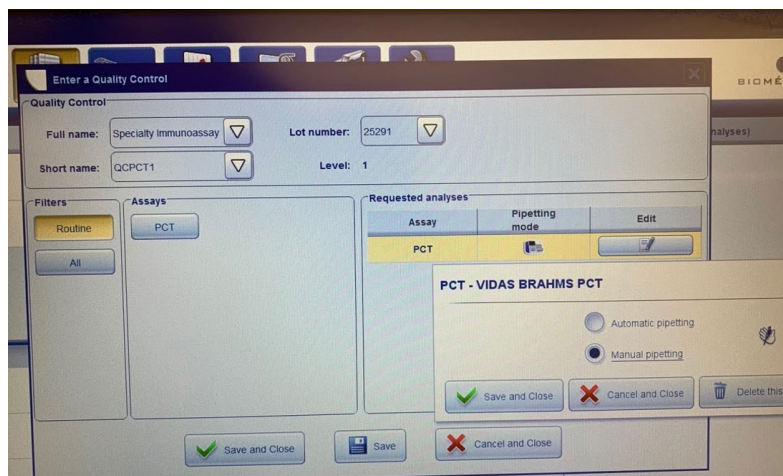 Enter a Quality Control
BIOMÉ
Quality Control
Full name: Specialty Immunoassay Lot number: 25291
nalyses)
Short name: QCPCT1 Level: 1
Filters
Routine
All
Assays
PCT
Requested analyses
Assay Pipetting mode Edit
PCT
PCT - VIDAS BRAHMS PCT
Automatic pipetting
Manual pipetting
Save and Close Cancel and Close Delete this
Save and Close Save Cancel and Close